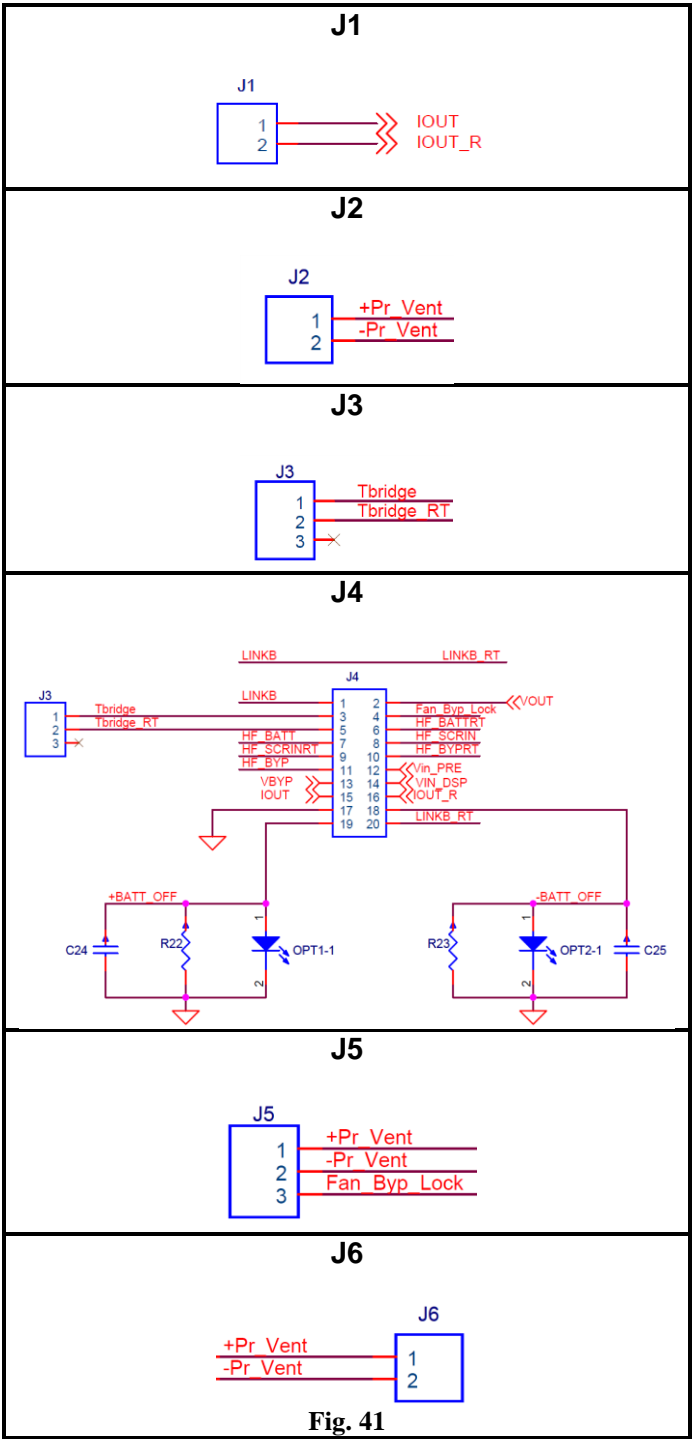 J1
J1
1 IOUT
2 IOUT_R
J2
J2
1 +Pr_Vent
2 -Pr_Vent
J3
J3
1 Tbridge
2 Tbridge_RT
3
J4
LINKB LINKB_RT
J4
J3
LINKB 1 2 VOUT
1 Tbridge 3 4 Fan_Byp_Lock
2 Tbridge_RT 5 6 HF_BATTRT
3 HF_BATT 7 8 HF_SCRIN
HF_SCRINRT 9 10 HF_BYPRT
HF_BYP 11 12 Vin_PRE
VBYP 13 14 VIN_DSP
IOUT 15 16 IOUT_R
17 18
19 20 LINKB_RT
+BATT_OFF -BATT_OFF
1 1
C24 R22 OPT1-1 R23 OPT2-1 C25
2 2
J5
J5
1 +Pr_Vent
2 -Pr_Vent
3 Fan_Byp_Lock
J6
J6
+Pr_Vent 1
-Pr_Vent 2
Fig. 41